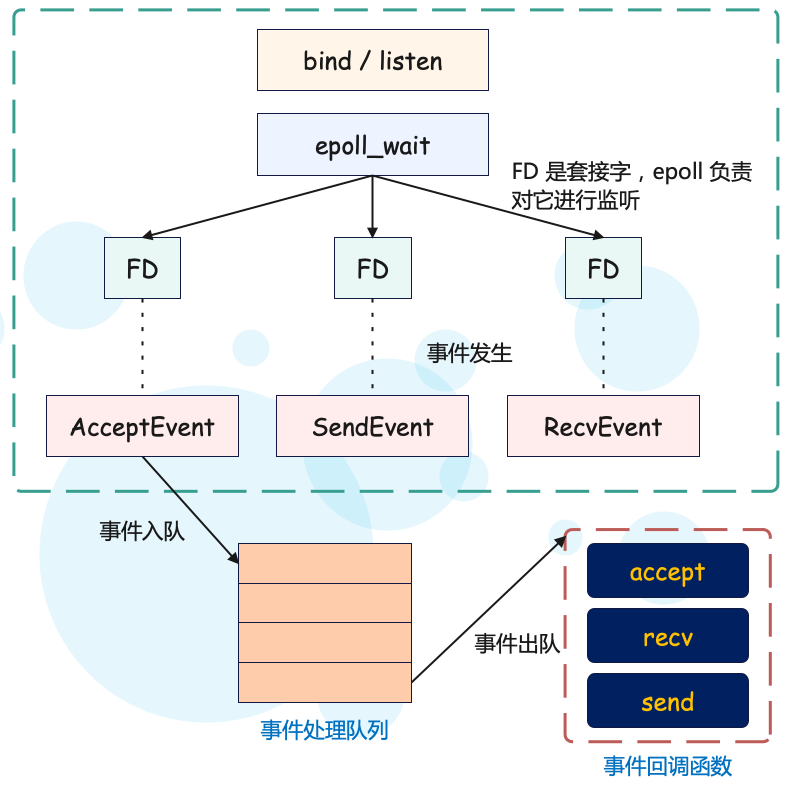 bind / listen
epoll_wait
FD 是套接字，epoll 负责
对它进行监听
FD
FD
FD
事件发生
AcceptEvent
SendEvent
RecvEvent
事件入队
accept
recv
事件出队
send
事件处理队列
事件回调函数